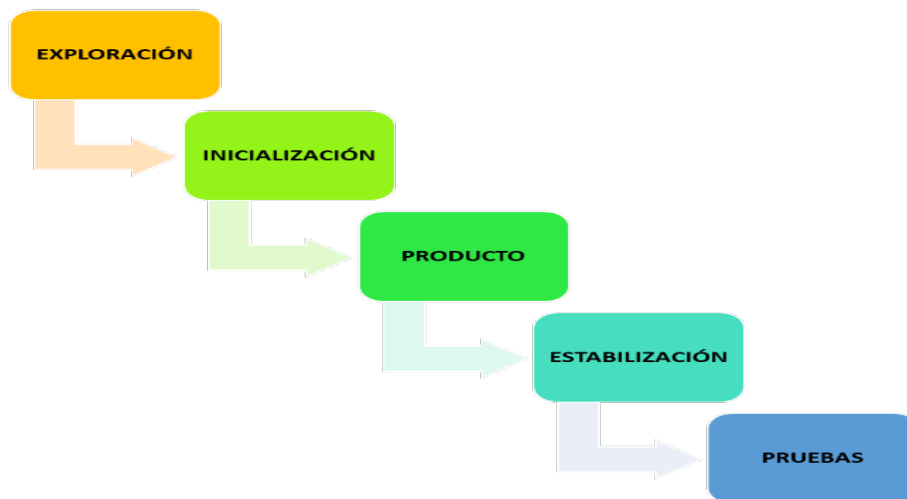 EXPLORACIÓN
INICIALIZACIÓN
PRODUCTO
ESTABILIZACIÓN
PRUEBAS